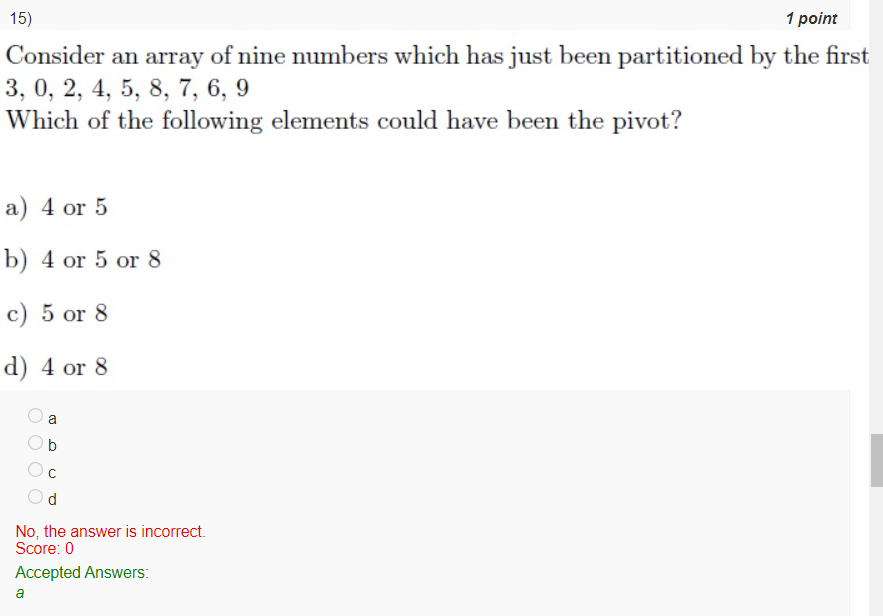 15)
1 point
Consider an array of nine numbers which has just been partitioned by the first
3, 0, 2, 4, 5, 8, 7, 6, 9
Which of the following elements could have been the pivot?
a) 4 or 5
b) 4 or 5 or 8
c) 5 or 8
d) 4 or 8
a
b
c
d
No, the answer is incorrect.
Score: 0
Accepted Answers:
a